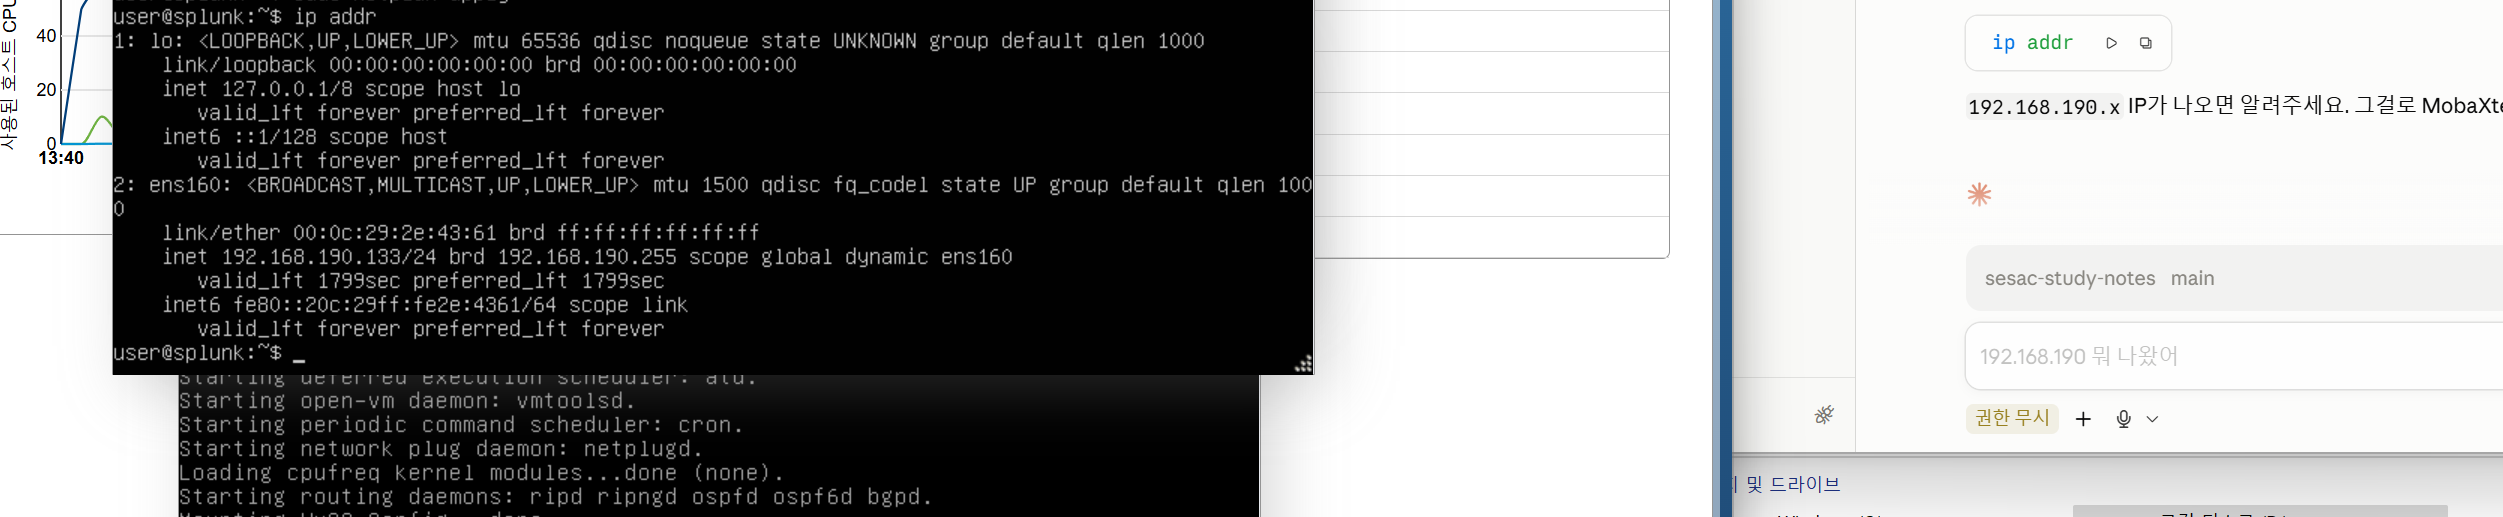 사용된 호스트 CPU
40
20
0
13:40
user@splunk:~$ ip addr
1: lo: <LOOPBACK,UP,LOWER_UP> mtu 65536 qdisc noqueue state UNKNOWN group default qlen 1000
link/loopback 00:00:00:00:00:00 brd 00:00:00:00:00:00
inet 127.0.0.1/8 scope host lo
valid_lft forever preferred_lft forever
inet6 ::1/128 scope host
valid_lft forever preferred_lft forever
2: ens160: <BROADCAST,MULTICAST,UP,LOWER_UP> mtu 1500 qdisc fq_codel state UP group default qlen 100
0
link/ether 00:0c:29:2e:43:61 brd ff:ff:ff:ff:ff:ff
inet 192.168.190.133/24 brd 192.168.190.255 scope global dynamic ens160
valid_lft 1799sec preferred_lft 1799sec
inet6 fe80::20c:29ff:fe2e:4361/64 scope link
valid_lft forever preferred_lft forever
user@splunk:~$ _
Starting deferred execution scheduler: atd.
Starting open-vm daemon: vmtoolsd.
Starting periodic command scheduler: cron.
Starting network plug daemon: netplugd.
Loading cpufreq kernel modules...done (none).
Starting routing daemons: ripd ripngd ospfd ospf6d bgpd.
ip addr
192.168.190.x IP가 나오면 알려주세요. 그걸로 MobaXte
sesac-study-notes main
192.168.190 뭐 나왔어
권한 무시
및 드라이브